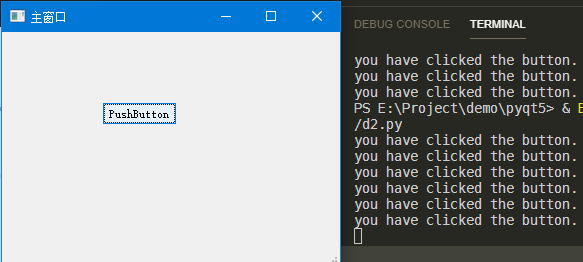 主窗口
PushButton
DEBUG CONSOLE TERMINAL
you have clicked the button.
you have clicked the button.
you have clicked the button.
PS E:\Project\demo\pyqt5> &
/d2.py
you have clicked the button.
you have clicked the button.
you have clicked the button.
you have clicked the button.
you have clicked the button.
you have clicked the button.